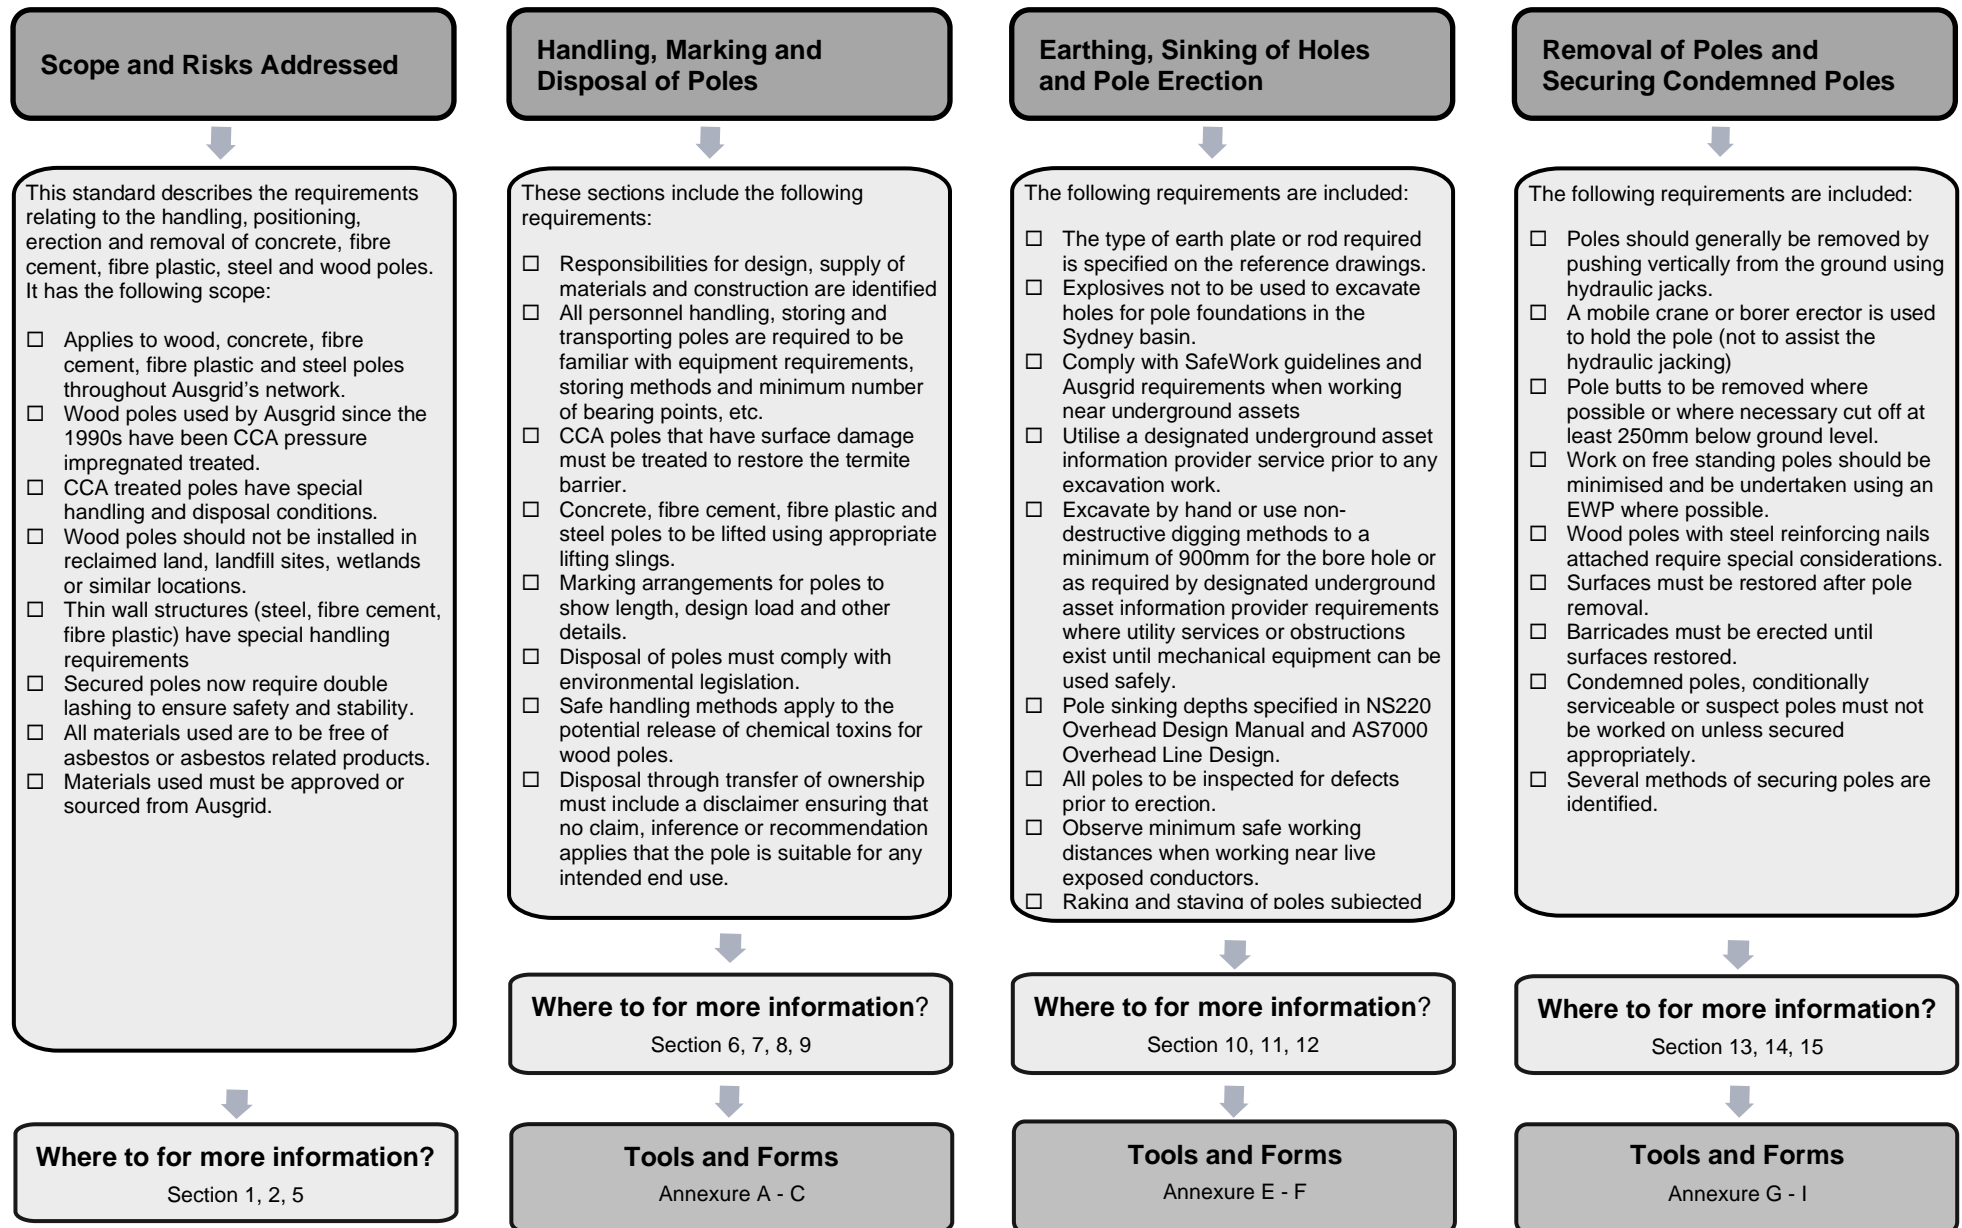 Scope and Risks Addressed
This standard describes the requirements
relating to the handling, positioning,
erection and removal of concrete, fibre
cement, fibre plastic, steel and wood poles.
It has the following scope:
☐ Applies to wood, concrete, fibre
cement, fibre plastic and steel poles
throughout Ausgrid's network.
☐ Wood poles used by Ausgrid since the
1990s have been CCA pressure
impregnated treated.
☐ CCA treated poles have special
handling and disposal conditions.
☐ Wood poles should not be installed in
reclaimed land, landfill sites, wetlands
or similar locations.
☐ Thin wall structures (steel, fibre cement,
fibre plastic) have special handling
requirements
☐ Secured poles now require double
lashing to ensure safety and stability.
☐ All materials used are to be free of
asbestos or asbestos related products.
☐ Materials used must be approved or
sourced from Ausgrid.
Where to for more information?
Section 1, 2, 5
Handling, Marking and
Disposal of Poles
These sections include the following
requirements:
☐ Responsibilities for design, supply of
materials and construction are identified
☐ All personnel handling, storing and
transporting poles are required to be
familiar with equipment requirements,
storing methods and minimum number
of bearing points, etc.
☐ CCA poles that have surface damage
must be treated to restore the termite
barrier.
☐ Concrete, fibre cement, fibre plastic and
steel poles to be lifted using appropriate
lifting slings.
☐ Marking arrangements for poles to
show length, design load and other
details.
☐ Disposal of poles must comply with
environmental legislation.
☐ Safe handling methods apply to the
potential release of chemical toxins for
wood poles.
☐ Disposal through transfer of ownership
must include a disclaimer ensuring that
no claim, inference or recommendation
applies that the pole is suitable for any
intended end use.
Where to for more information?
Section 6, 7, 8, 9
Tools and Forms
Annexure A - C
Earthing, Sinking of Holes
and Pole Erection
The following requirements are included:
☐ The type of earth plate or rod required
is specified on the reference drawings.
☐ Explosives not to be used to excavate
holes for pole foundations in the
Sydney basin.
☐ Comply with SafeWork guidelines and
Ausgrid requirements when working
near underground assets
☐ Utilise a designated underground asset
information provider service prior to any
excavation work.
☐ Excavate by hand or use non-
destructive digging methods to a
minimum of 900mm for the bore hole or
as required by designated underground
asset information provider requirements
where utility services or obstructions
exist until mechanical equipment can be
used safely.
☐ Pole sinking depths specified in NS220
Overhead Design Manual and AS7000
Overhead Line Design.
☐ All poles to be inspected for defects
prior to erection.
☐ Observe minimum safe working
distances when working near live
exposed conductors.
☐ Raking and staying of poles subjected
Where to for more information?
Section 10, 11, 12
Tools and Forms
Annexure E - F
Removal of Poles and
Securing Condemned Poles
The following requirements are included:
☐ Poles should generally be removed by
pushing vertically from the ground using
hydraulic jacks.
☐ A mobile crane or borer erector is used
to hold the pole (not to assist the
hydraulic jacking)
☐ Pole butts to be removed where
possible or where necessary cut off at
least 250mm below ground level.
☐ Work on free standing poles should be
minimised and be undertaken using an
EWP where possible.
☐ Wood poles with steel reinforcing nails
attached require special considerations.
☐ Surfaces must be restored after pole
removal.
☐ Barricades must be erected until
surfaces restored.
☐ Condemned poles, conditionally
serviceable or suspect poles must not
be worked on unless secured
appropriately.
☐ Several methods of securing poles are
identified.
Where to for more information?
Section 13, 14, 15
Tools and Forms
Annexure G - I